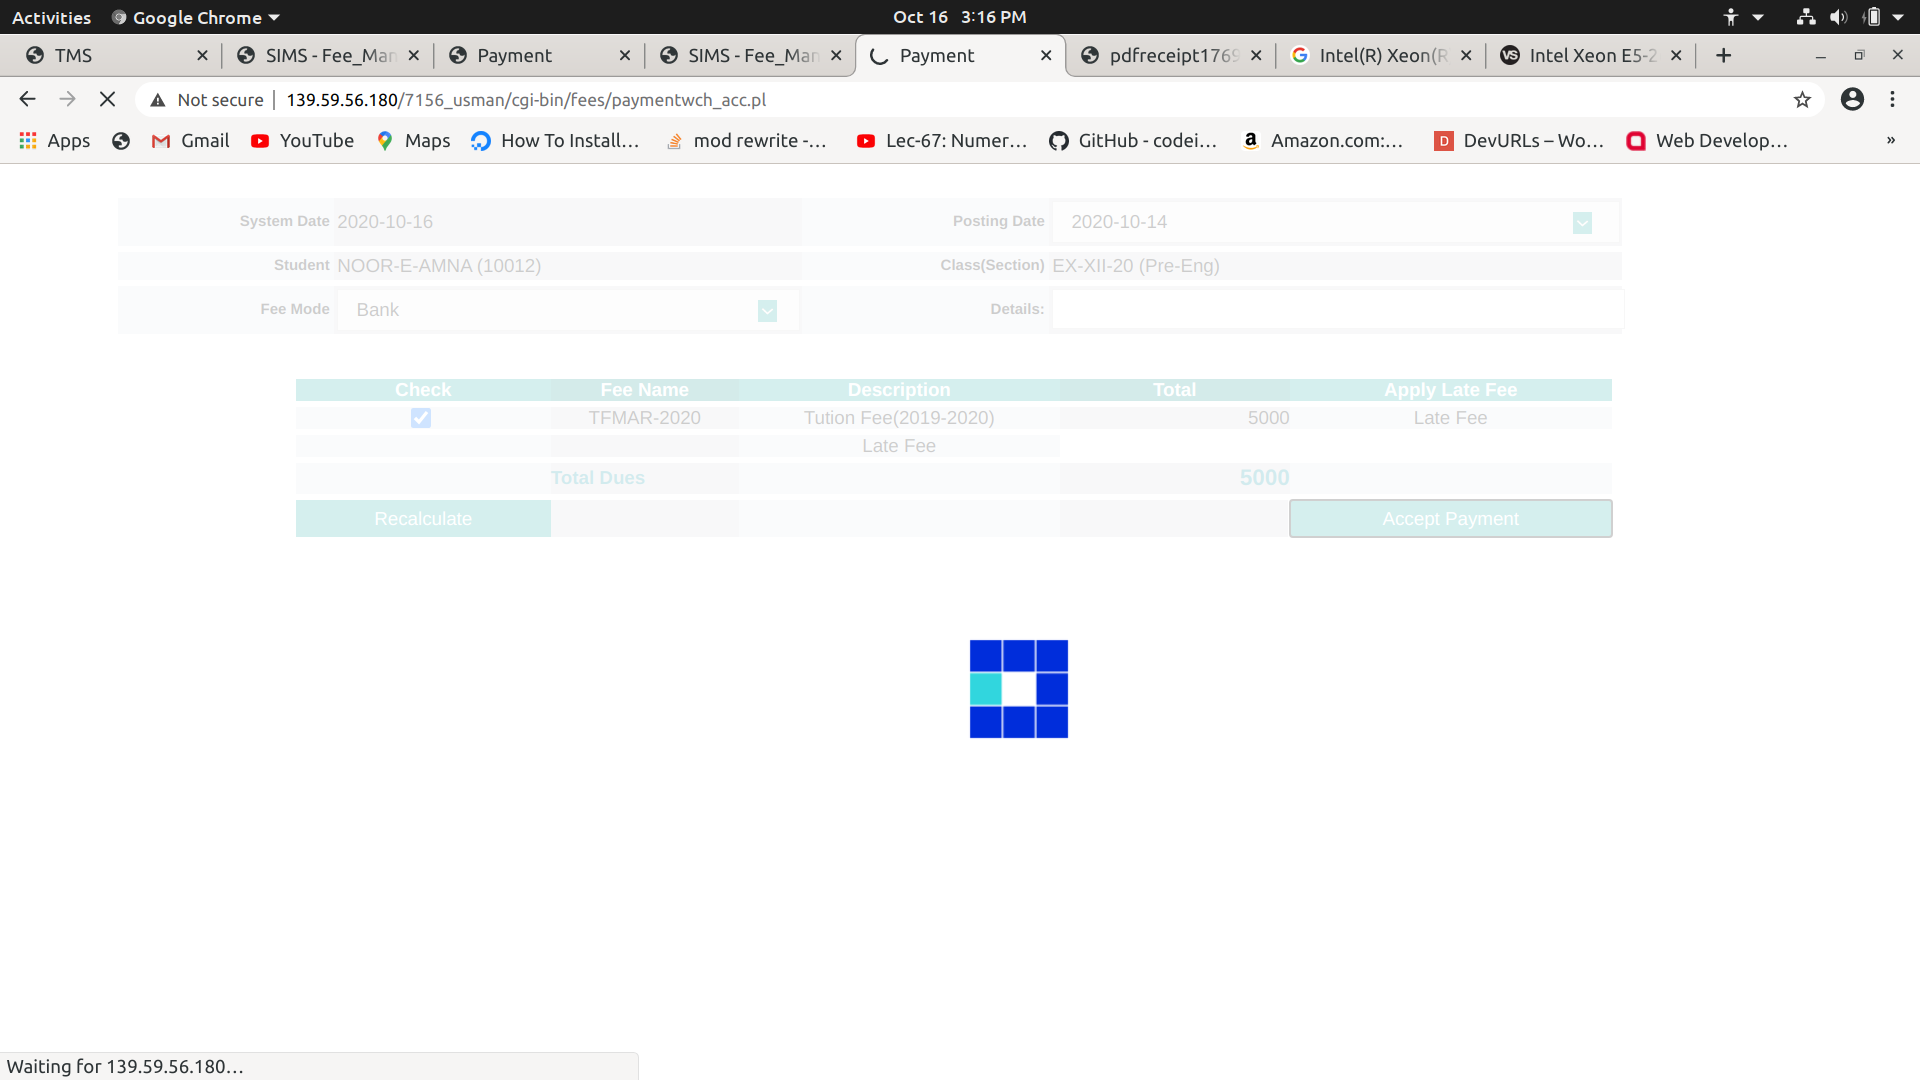 Activities Google Chrome Oct 16 3:16 PM
TMS SIMS - Fee_Man Payment SIMS - Fee_Man Payment pdfreceipt1769 Intel(R) Xeon(R Intel Xeon E5-2
Not secure 139.59.56.180/7156_usman/cgi-bin/fees/paymentwch_acc.pl
Apps Gmail YouTube Maps How To Install... mod rewrite -... Lec-67: Numer... GitHub - codei... a Amazon.com:... D DevURLs – Wo... Web Develop... »
System Date 2020-10-16 Posting Date 2020-10-14
Student NOOR-E-AMNA (10012) Class(Section) EX-XII-20 (Pre-Eng)
Fee Mode Bank Details:
Check Fee Name Description Total Apply Late Fee
TFMAR-2020 Tution Fee(2019-2020) 5000 Late Fee
Late Fee
Total Dues 5000
Recalculate Accept Payment
Waiting for 139.59.56.180...